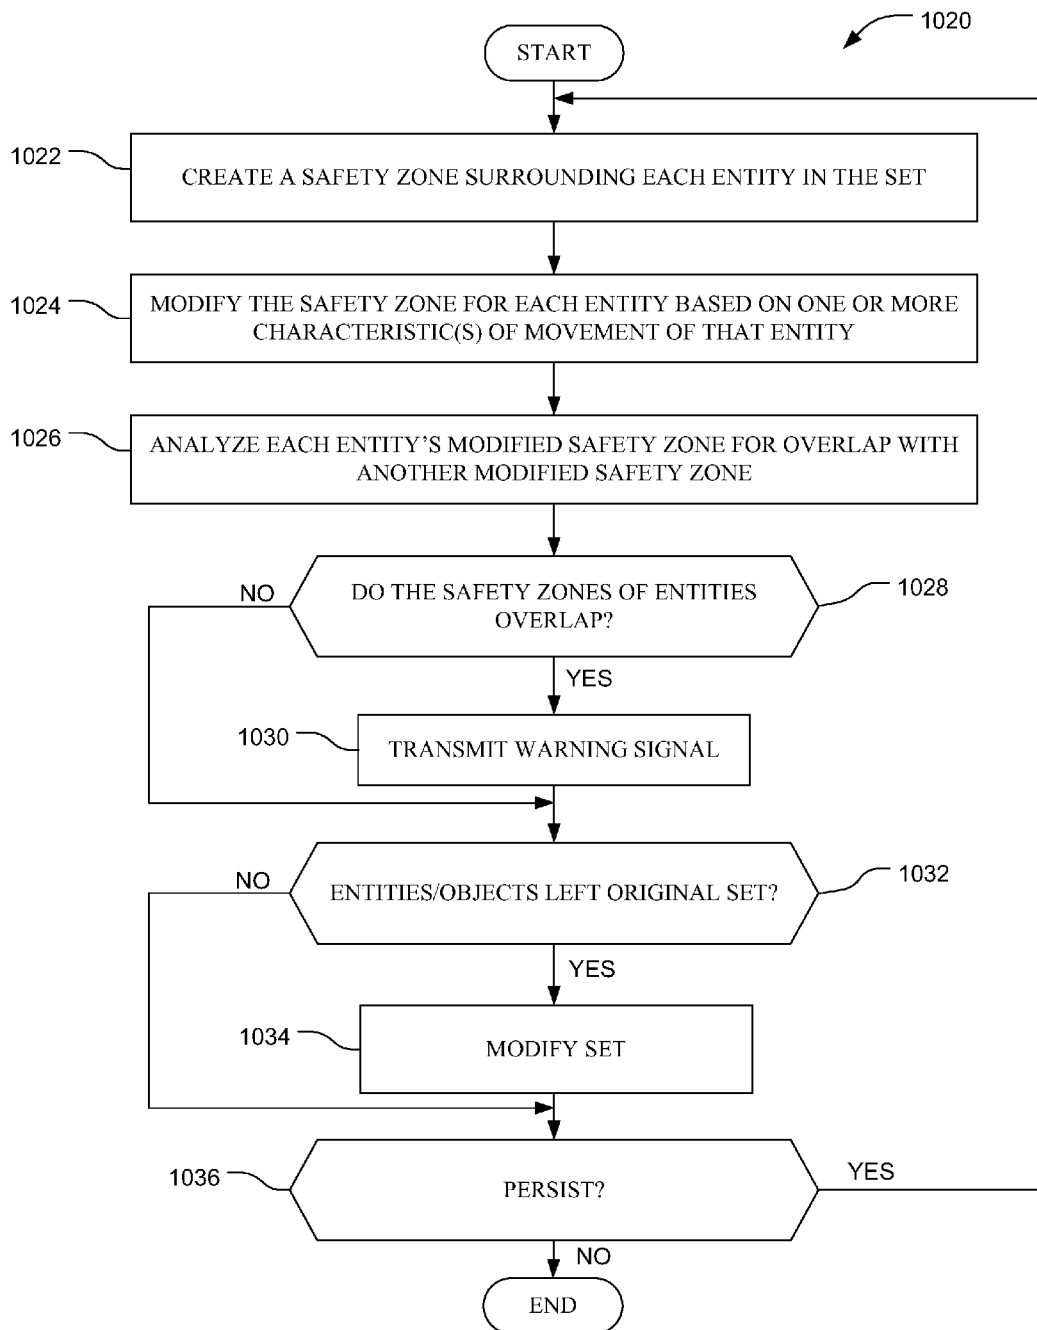 1020
START
1022
CREATE A SAFETY ZONE SURROUNDING EACH ENTITY IN THE SET
1024
MODIFY THE SAFETY ZONE FOR EACH ENTITY BASED ON ONE OR MORE
CHARACTERISTIC(S) OF MOVEMENT OF THAT ENTITY
1026
ANALYZE EACH ENTITY'S MODIFIED SAFETY ZONE FOR OVERLAP WITH
ANOTHER MODIFIED SAFETY ZONE
NO
DO THE SAFETY ZONES OF ENTITIES
OVERLAP?
1028
YES
1030
TRANSMIT WARNING SIGNAL
NO
ENTITIES/OBJECTS LEFT ORIGINAL SET?
1032
YES
1034
MODIFY SET
1036
PERSIST?
YES
NO
END